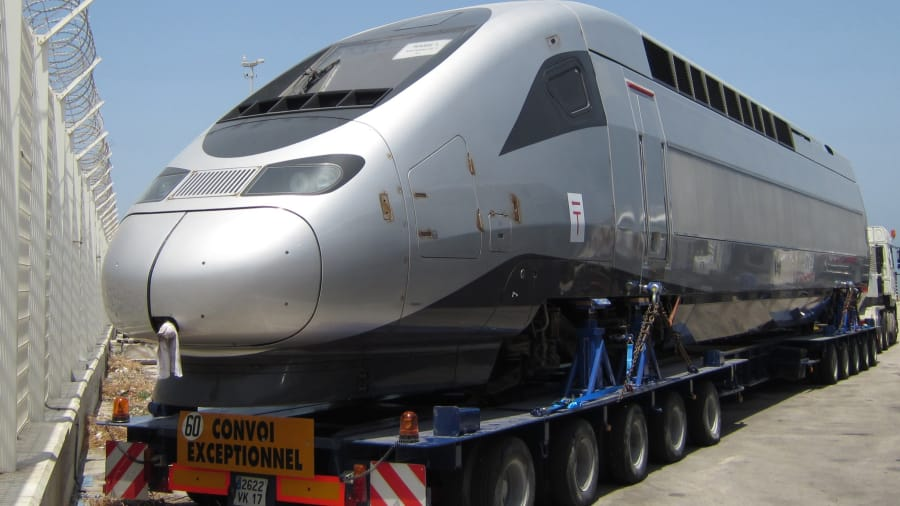 60
CONVOI
EXCEPTIONNEL
2622
VK 17